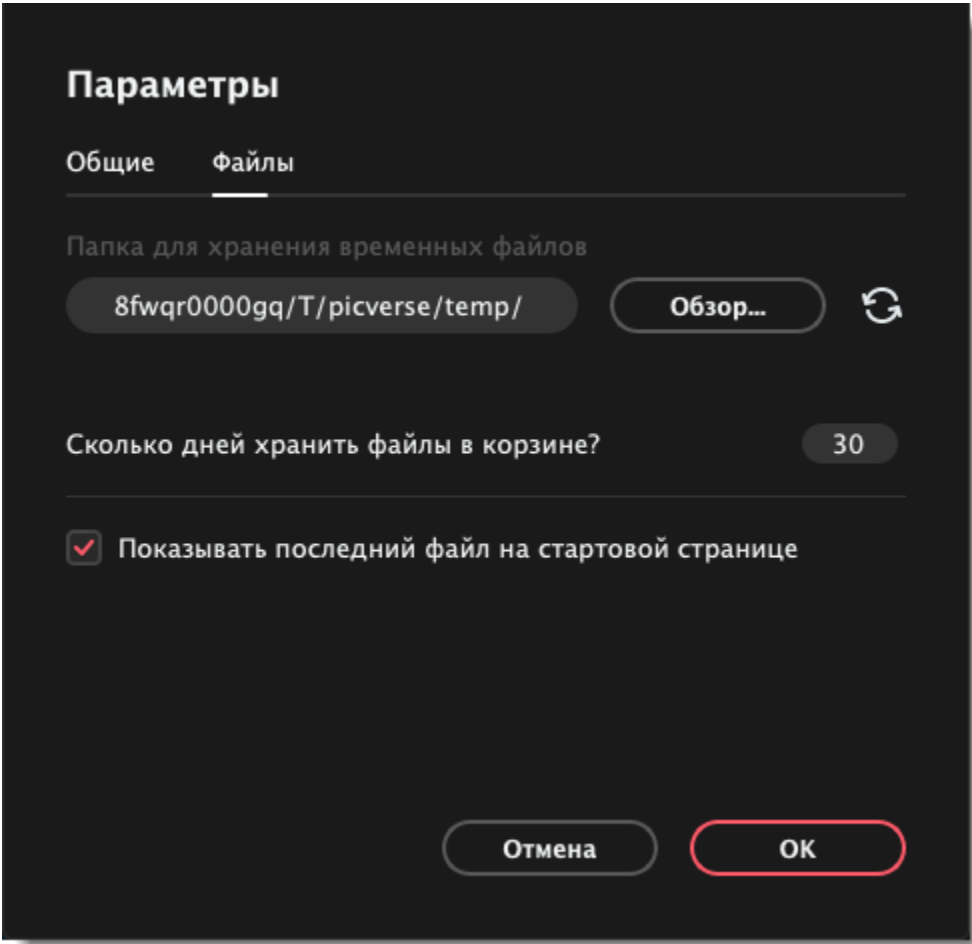 Параметры
Общие Файлы
Папка для хранения временных файлов
8fwqr0000gq/T/picverse/temp/ Обзор...
Сколько дней хранить файлы в корзине? 30
Показывать последний файл на стартовой странице
Отмена ОК